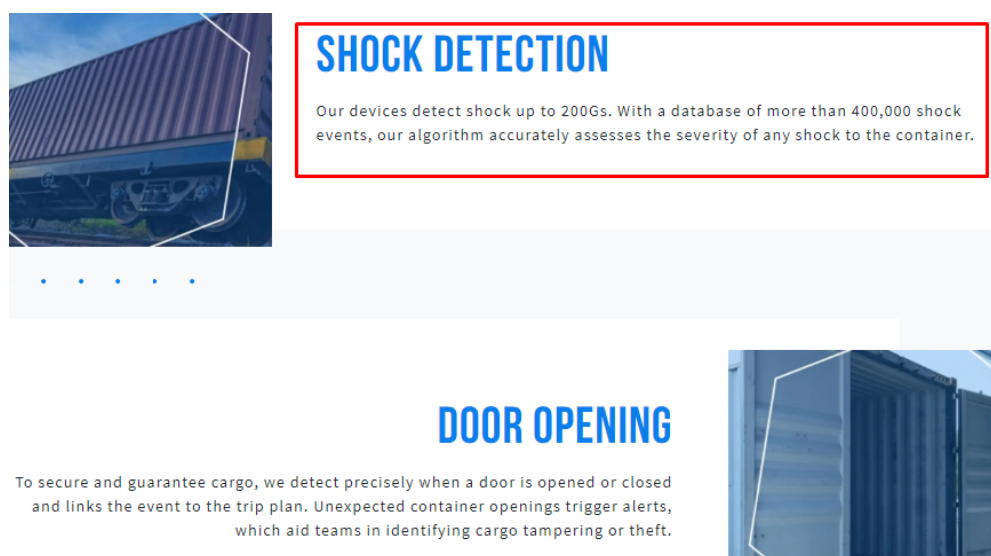 SHOCK DETECTION
Our devices detect shock up to 200Gs. With a database of more than 400,000 shock
events, our algorithm accurately assesses the severity of any shock to the container.
DOOR OPENING
To secure and guarantee cargo, we detect precisely when a door is opened or closed
and links the event to the trip plan. Unexpected container openings trigger alerts,
which aid teams in identifying cargo tampering or theft.